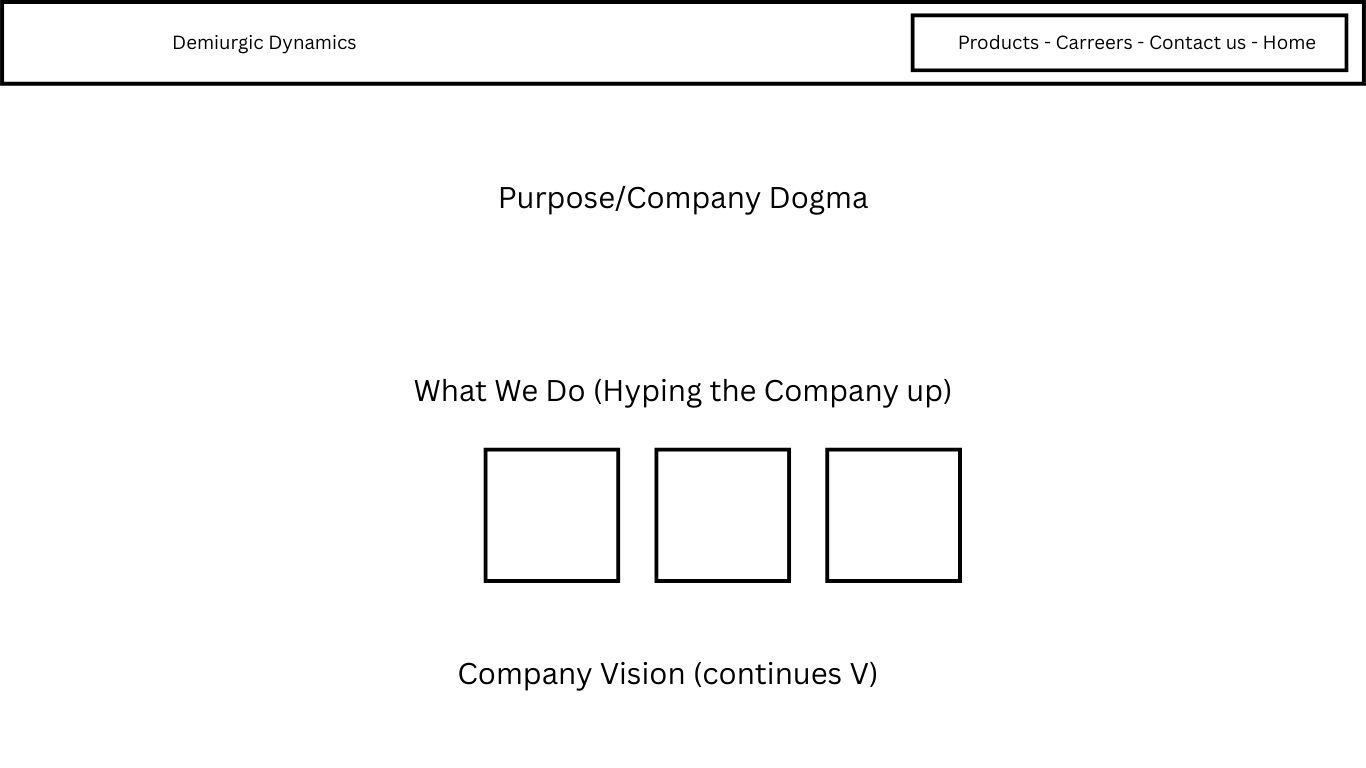 Demiurgic Dynamics
Products - Carreers - Contact us - Home
Purpose/Company Dogma
What We Do (Hyping the Company up)
Company Vision (continues V)